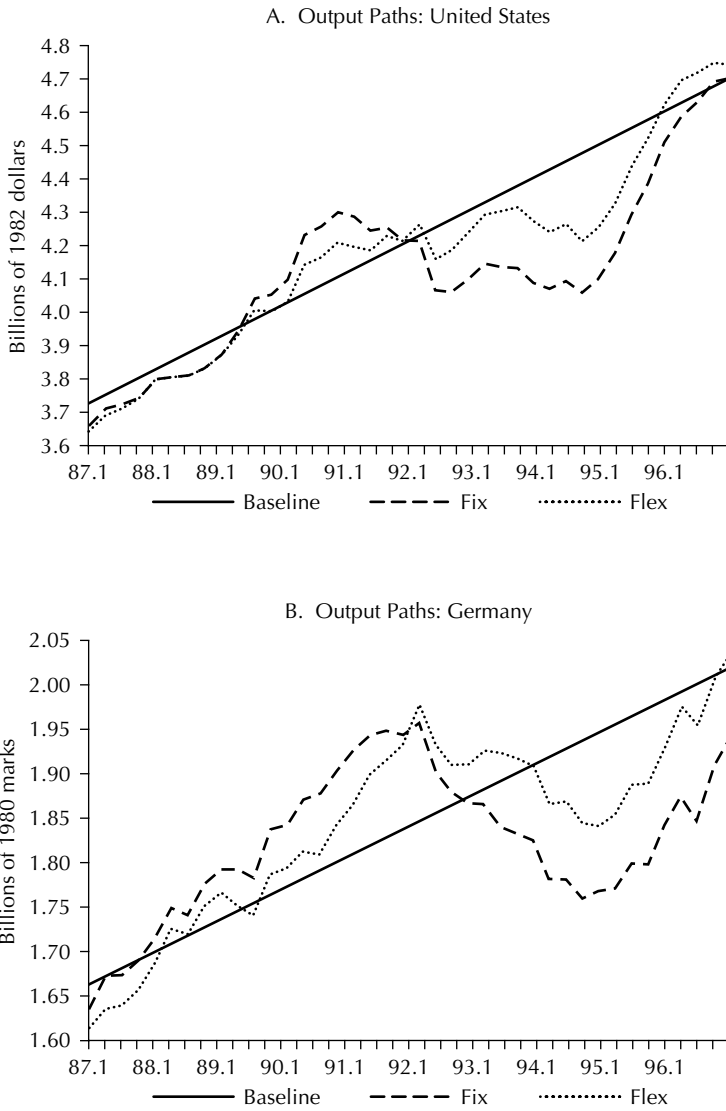 A. Output Paths: United States
Billions of 1982 dollars
4.8
4.7
4.6
4.5
4.4
4.3
4.2
4.1
4.0
3.9
3.8
3.7
3.6
87.1 88.1 89.1 90.1 91.1 92.1 93.1 94.1 95.1 96.1
Baseline Fix Flex
B. Output Paths: Germany
Billions of 1980 marks
2.05
2.00
1.95
1.90
1.85
1.80
1.75
1.70
1.65
1.60
87.1 88.1 89.1 90.1 91.1 92.1 93.1 94.1 95.1 96.1
Baseline Fix Flex